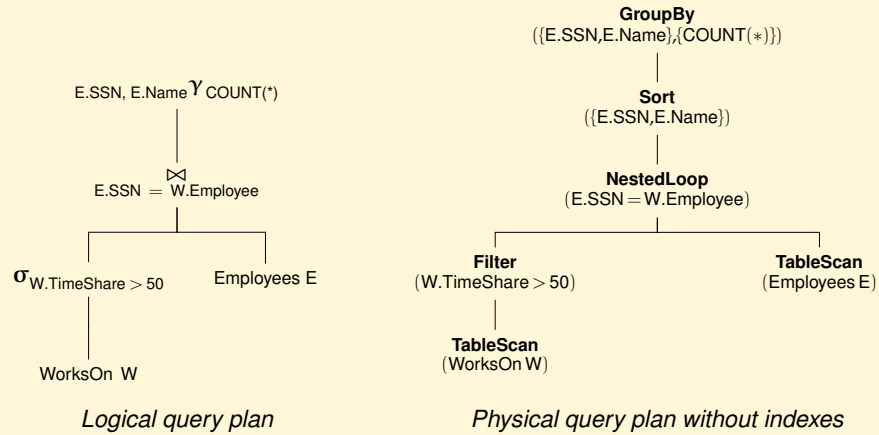 E.SSN, E.Name γ COUNT(*)
⋈
E.SSN = W.Employee
σ W.TimeShare > 50
Employees E
WorksOn W
Logical query plan
GroupBy
({E.SSN,E.Name},{COUNT(∗)})
Sort
({E.SSN,E.Name})
NestedLoop
(E.SSN = W.Employee)
Filter
(W.TimeShare > 50)
TableScan
(WorksOn W)
TableScan
(Employees E)
Physical query plan without indexes